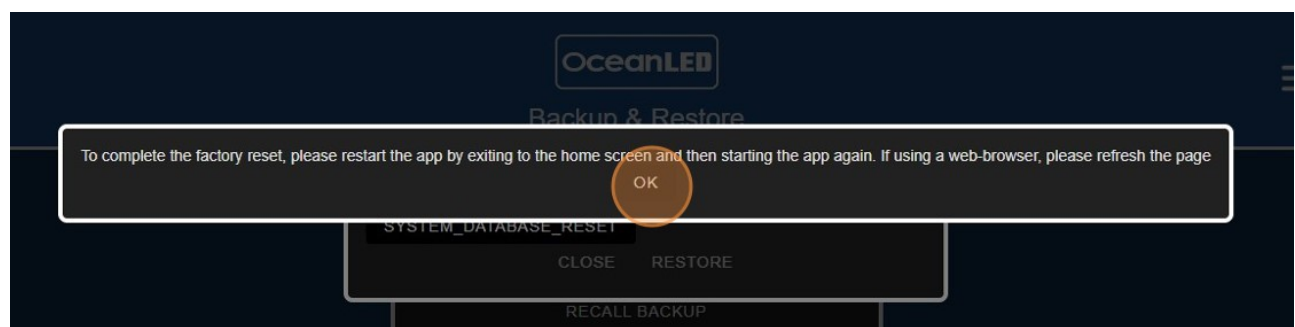 OceanLED
Backup & Restore
To complete the factory reset, please restart the app by exiting to the home screen and then starting the app again. If using a web-browser, please refresh the page
OK
SYSTEM_DATABASE_RESET
CLOSE RESTORE
RECALL BACKUP